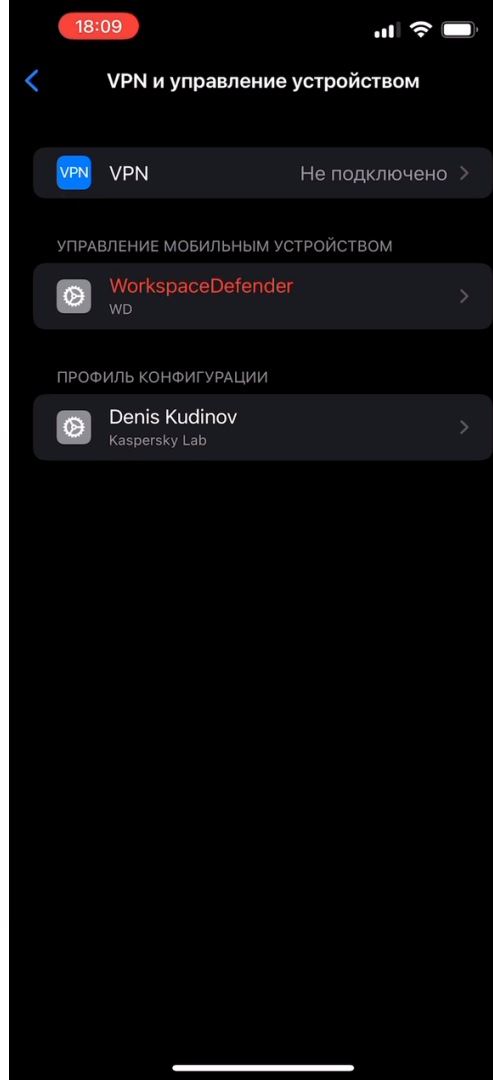 18:09
VPN и управление устройством
VPN VPN Не подключено
УПРАВЛЕНИЕ МОБИЛЬНЫМ УСТРОЙСТВОМ
WorkspaceDefender
WD
ПРОФИЛЬ КОНФИГУРАЦИИ
Denis Kudinov
Kaspersky Lab